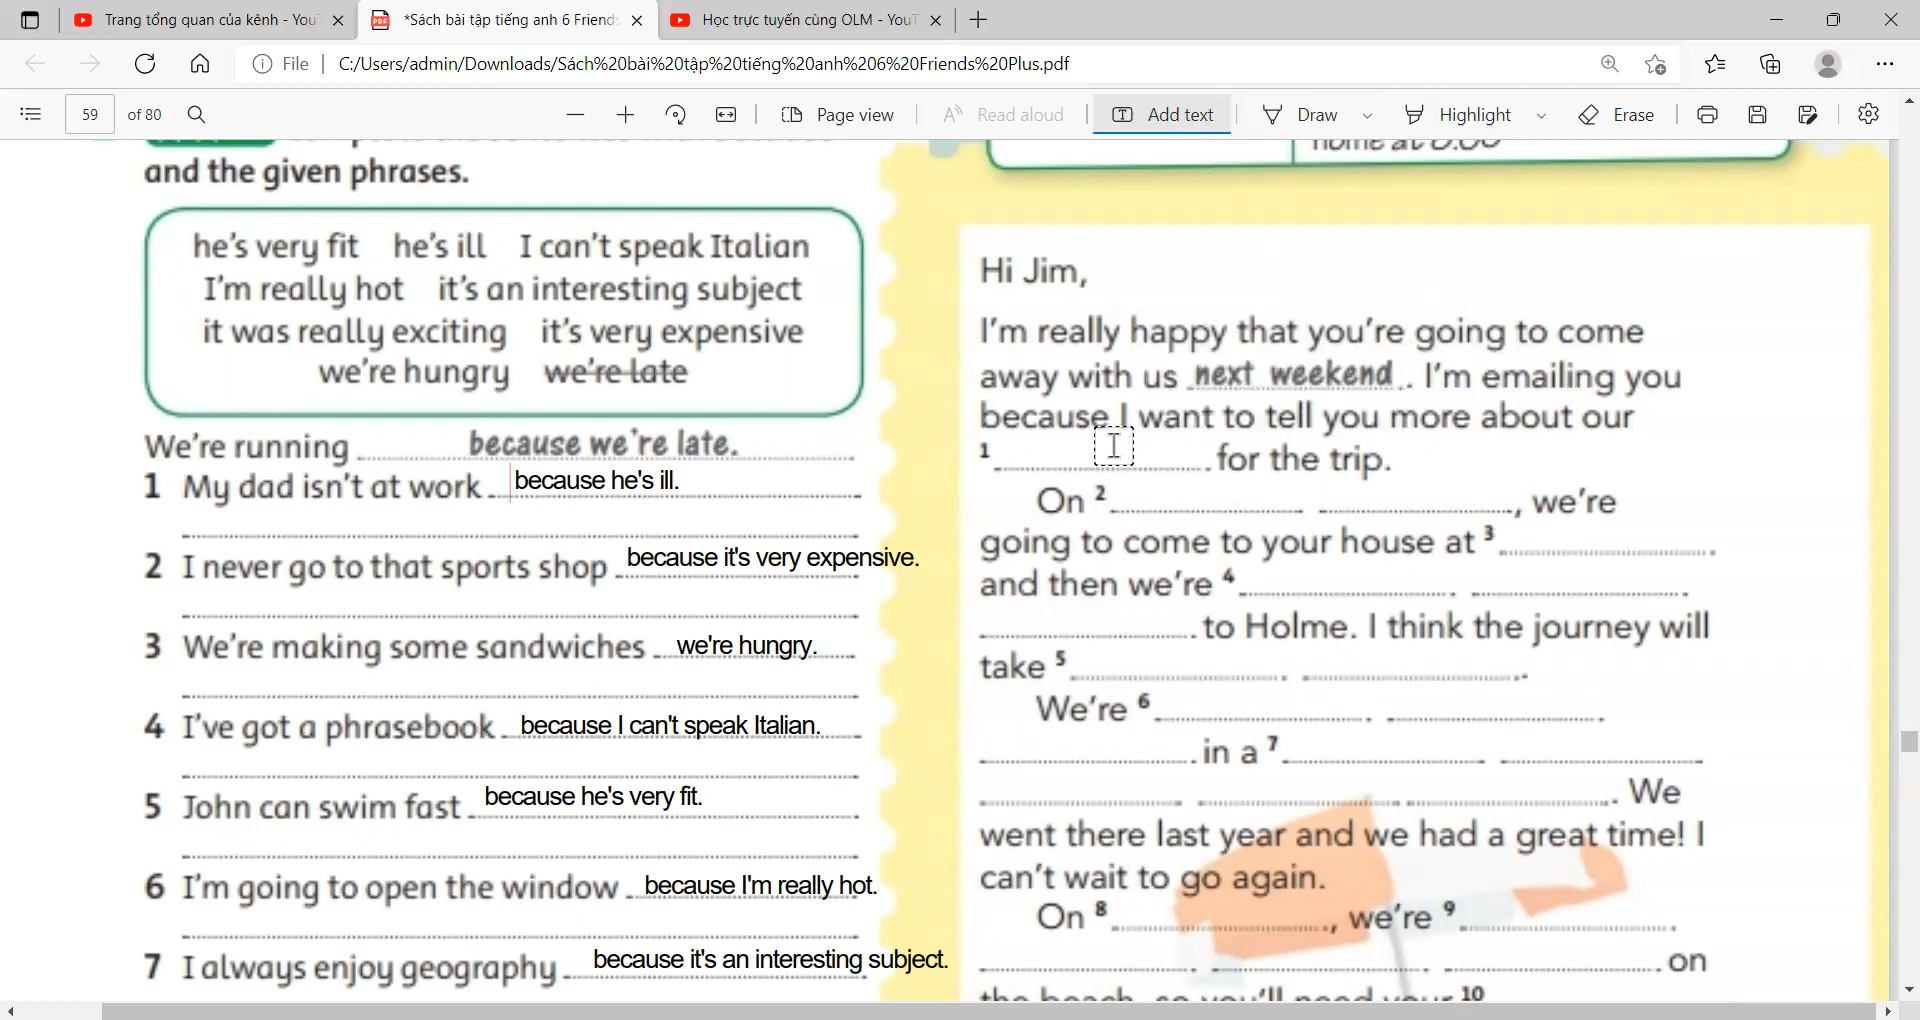 Trang tổng quan của kênh - You
*Sách bài tập tiếng anh 6 Friends
Học trực tuyến cùng OLM - YouT
File
C:/Users/admin/Downloads/Sách%20bài%20tập%20tiếng%20anh%206%20Friends%20Plus.pdf
59 of 80
Page view
Read aloud
Add text
Draw
Highlight
Erase
and the given phrases.
he's very fit he's ill I can't speak Italian
I'm really hot it's an interesting subject
it was really exciting it's very expensive
we're hungry we're late
We're running because we're late.
1 My dad isn't at work because he's ill.
2 I never go to that sports shop because it's very expensive.
3 We're making some sandwiches we're hungry.
4 I've got a phrasebook because I can't speak Italian.
5 John can swim fast because he's very fit.
6 I'm going to open the window because I'm really hot.
7 I always enjoy geography because it's an interesting subject.
Hi Jim,
I'm really happy that you're going to come
away with us next weekend. I'm emailing you
because I want to tell you more about our
1 for the trip.
On 2 , we're
going to come to your house at 3
and then we're 4
to Holme. I think the journey will
take 5 .
We're 6
in a 7
. We
went there last year and we had a great time! I
can't wait to go again.
On 8 , we're 9
on
the beach, so you'll need your 10